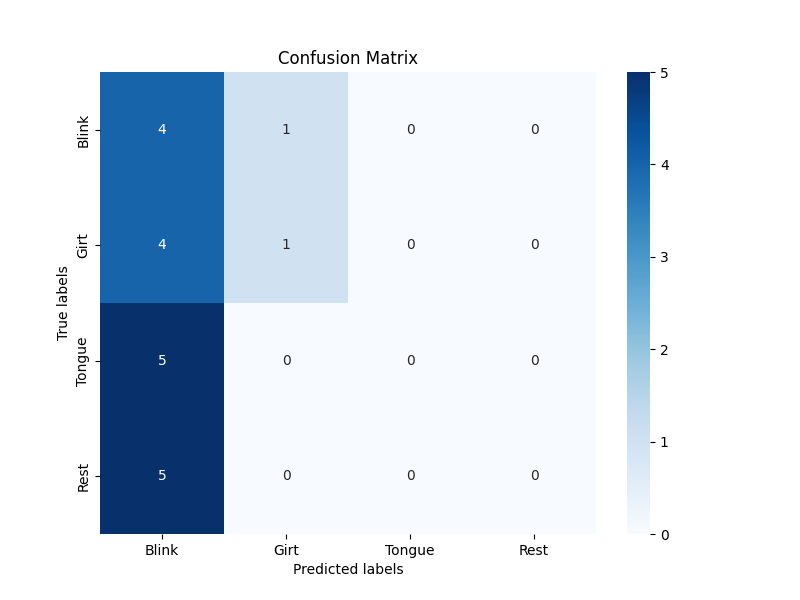 Confusion Matrix
True labels
Blink 4 1 0 0
Girt 4 1 0 0
Tongue 5 0 0 0
Rest 5 0 0 0
Blink Girt Tongue Rest
Predicted labels
5
4
3
2
1
0